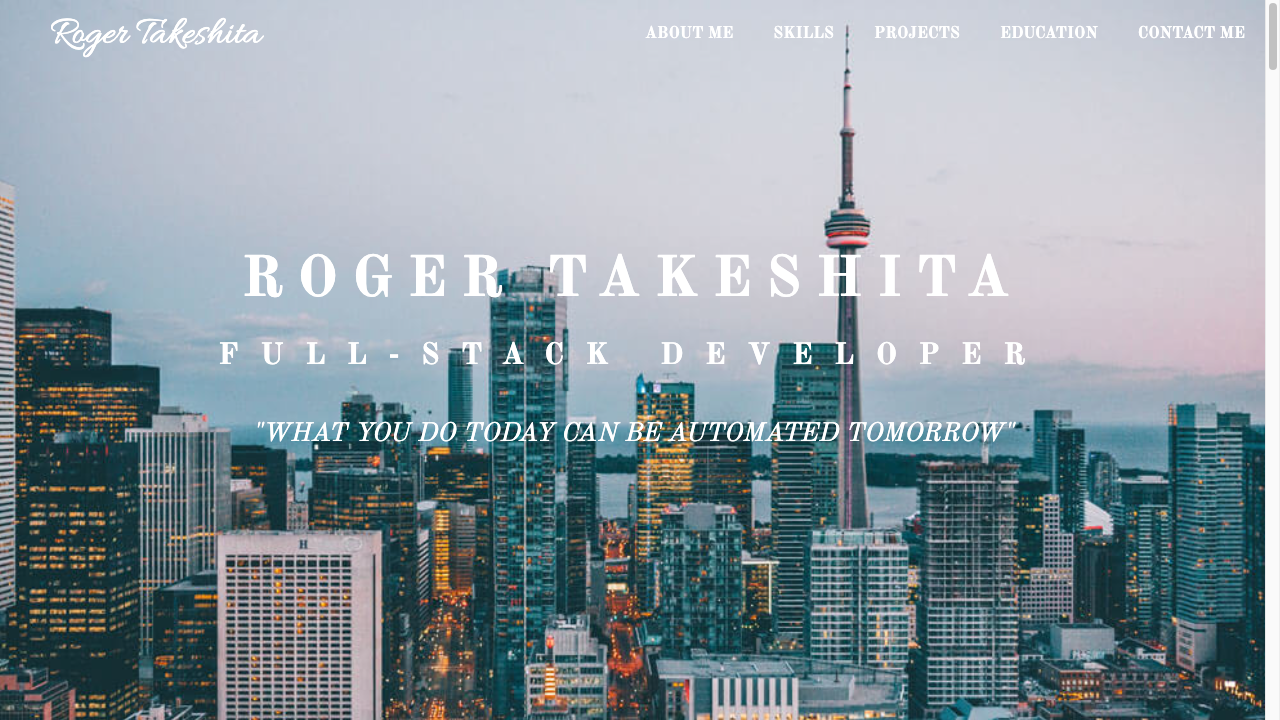 Roger Takeshita
ABOUT ME SKILLS PROJECTS EDUCATION CONTACT ME
ROGER TAKESHITA
FULL-STACK DEVELOPER
"WHAT YOU DO TODAY CAN BE AUTOMATED TOMORROW"
H